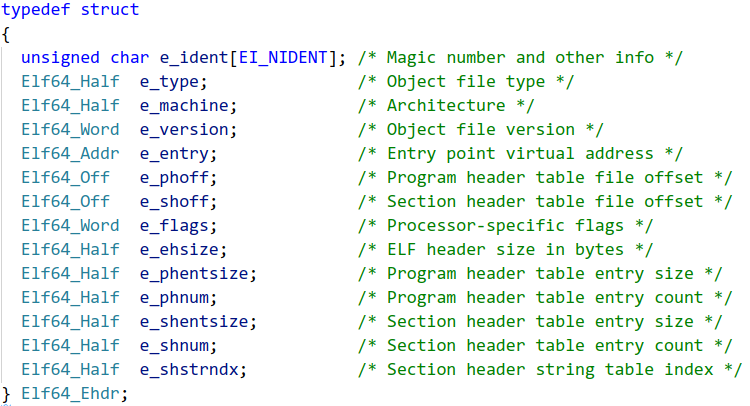 typedef struct
{
  unsigned char e_ident[EI_NIDENT]; /* Magic number and other info */
  Elf64_Half  e_type;               /* Object file type */
  Elf64_Half  e_machine;            /* Architecture */
  Elf64_Word  e_version;            /* Object file version */
  Elf64_Addr  e_entry;              /* Entry point virtual address */
  Elf64_Off   e_phoff;              /* Program header table file offset */
  Elf64_Off   e_shoff;              /* Section header table file offset */
  Elf64_Word  e_flags;              /* Processor-specific flags */
  Elf64_Half  e_ehsize;             /* ELF header size in bytes */
  Elf64_Half  e_phentsize;          /* Program header table entry size */
  Elf64_Half  e_phnum;              /* Program header table entry count */
  Elf64_Half  e_shentsize;          /* Section header table entry size */
  Elf64_Half  e_shnum;              /* Section header table entry count */
  Elf64_Half  e_shstrndx;           /* Section header string table index */
} Elf64_Ehdr;